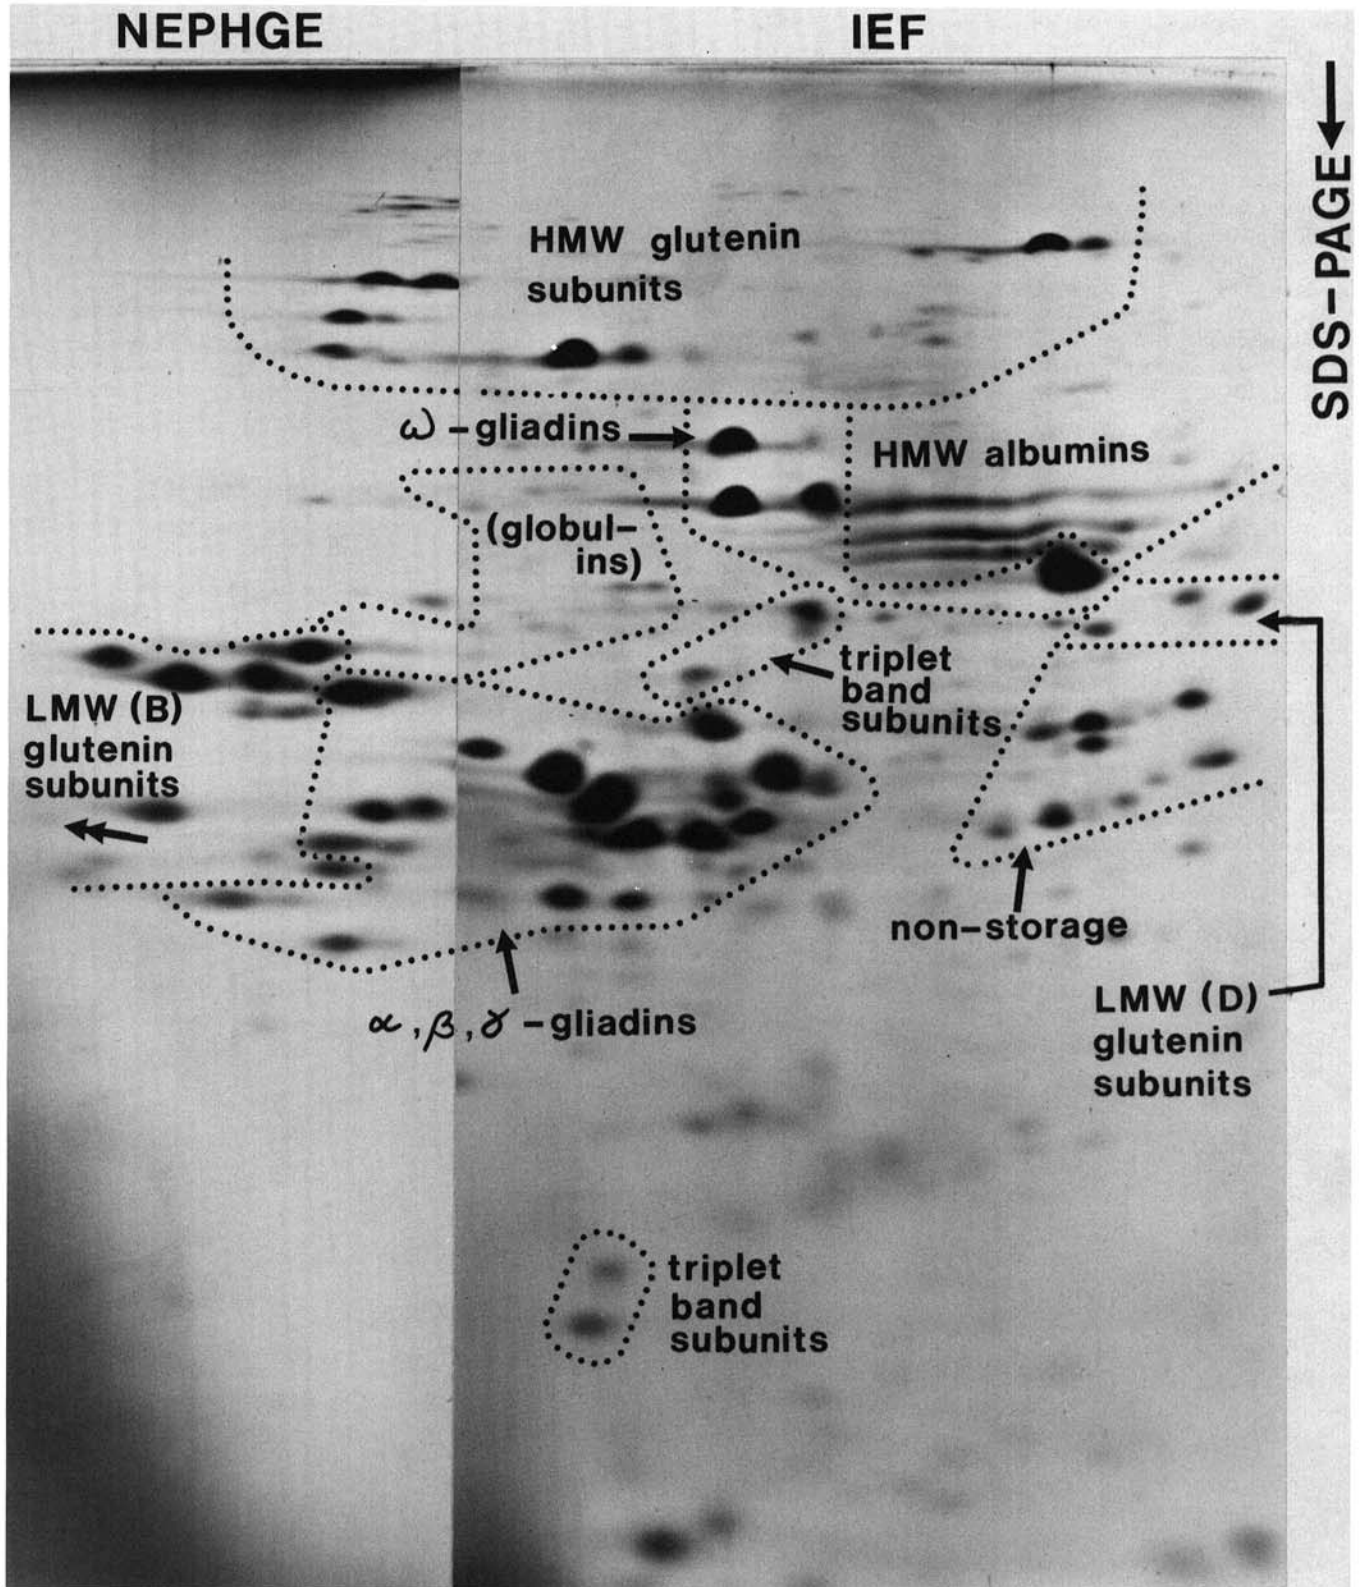 NEPHGE
IEF
SDS-PAGE
HMW glutenin
subunits
ω-gliadins
HMW albumins
(globul-
ins)
triplet
band
subunits
LMW (B)
glutenin
subunits
non-storage
α,β,γ-gliadins
LMW (D)
glutenin
subunits
triplet
band
subunits